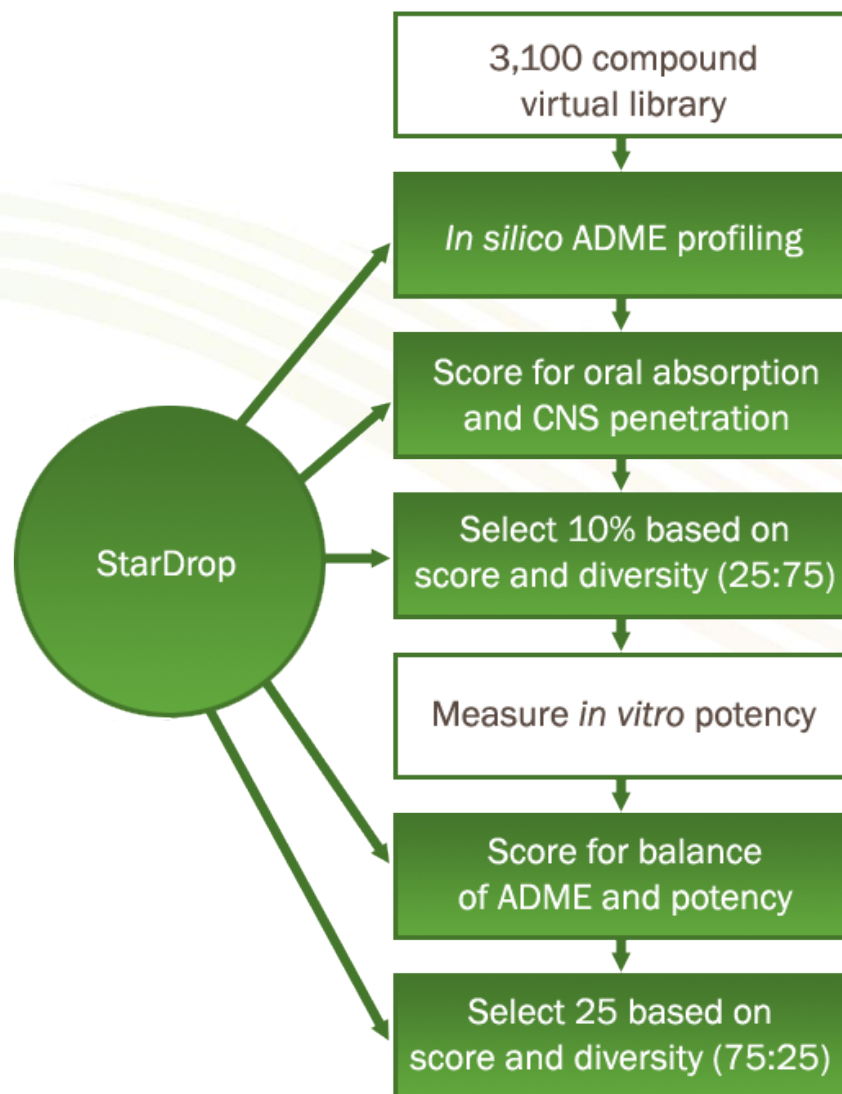 3,100 compound
virtual library
In silico ADME profiling
Score for oral absorption
and CNS penetration
Select 10% based on
score and diversity (25:75)
StarDrop
Measure in vitro potency
Score for balance
of ADME and potency
Select 25 based on
score and diversity (75:25)